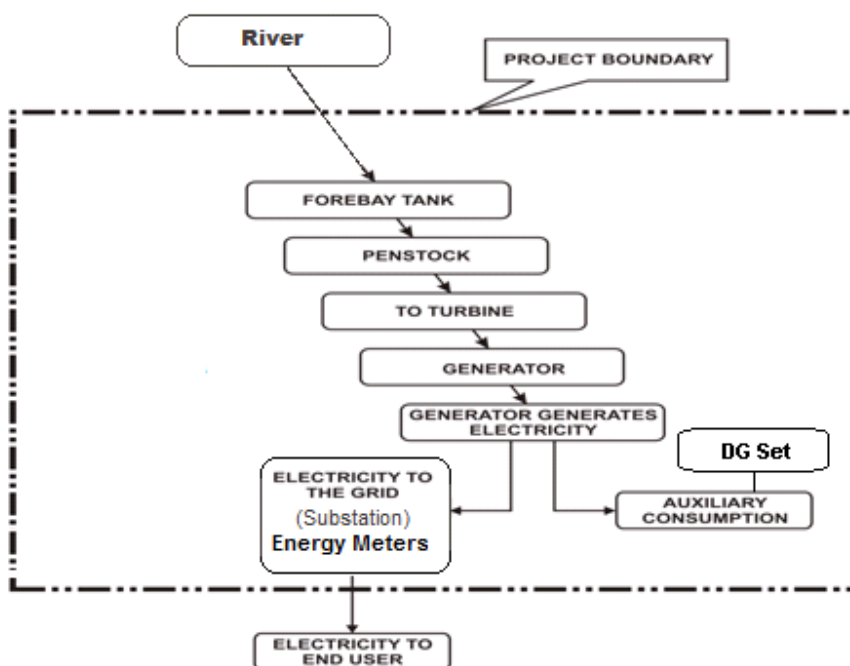 River
PROJECT BOUNDARY
FOREBAY TANK
PENSTOCK
TO TURBINE
GENERATOR
GENERATOR GENERATES
ELECTRICITY
DG Set
ELECTRICITY TO
THE GRID
(Substation)
Energy Meters
AUXILIARY
CONSUMPTION
ELECTRICITY TO
END USER